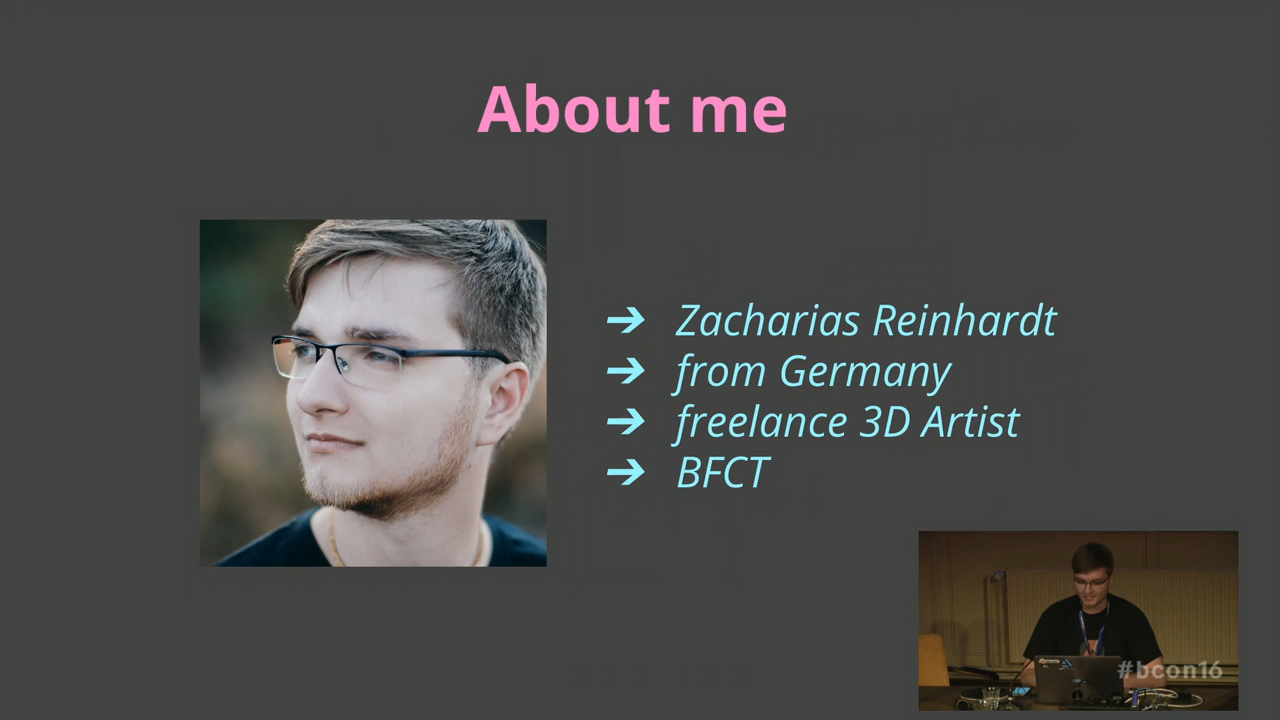 About me
➔ Zacharias Reinhardt
➔ from Germany
➔ freelance 3D Artist
➔ BFCT
#bcon16